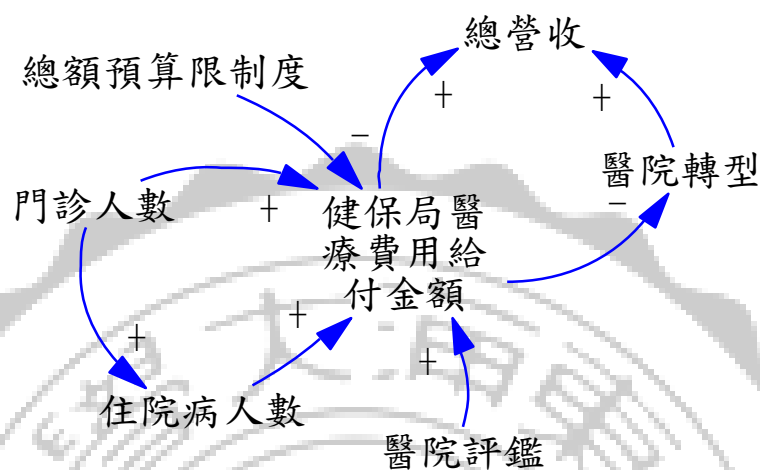 總營收
總額預算限制度
+
+
−
醫院轉型
門診人數
+
健保局醫
療費用給
付金額
−
+
+
+
住院病人數
醫院評鑑